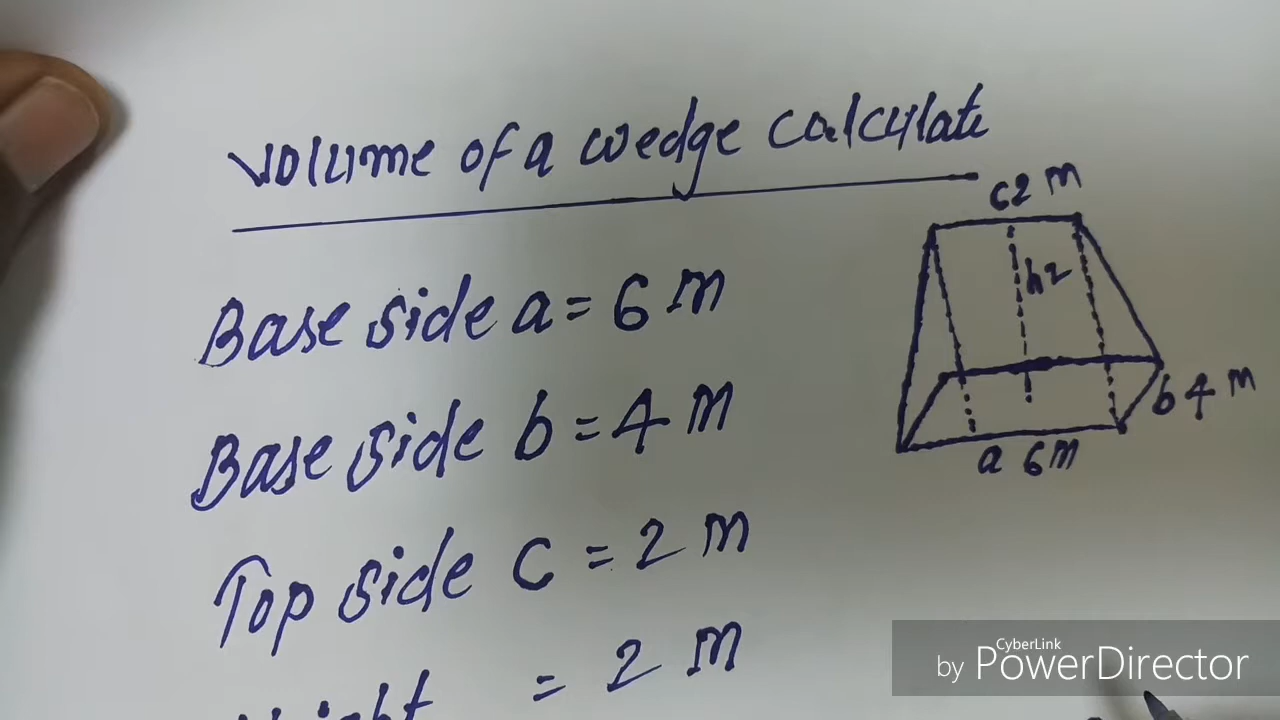 Volume of a wedge calculate
Base side a = 6 m
Base side b = 4 m
Top side c = 2 m
= 2 m
c 2 m
h 2
b 4 m
a 6m
CyberLink
by PowerDirector